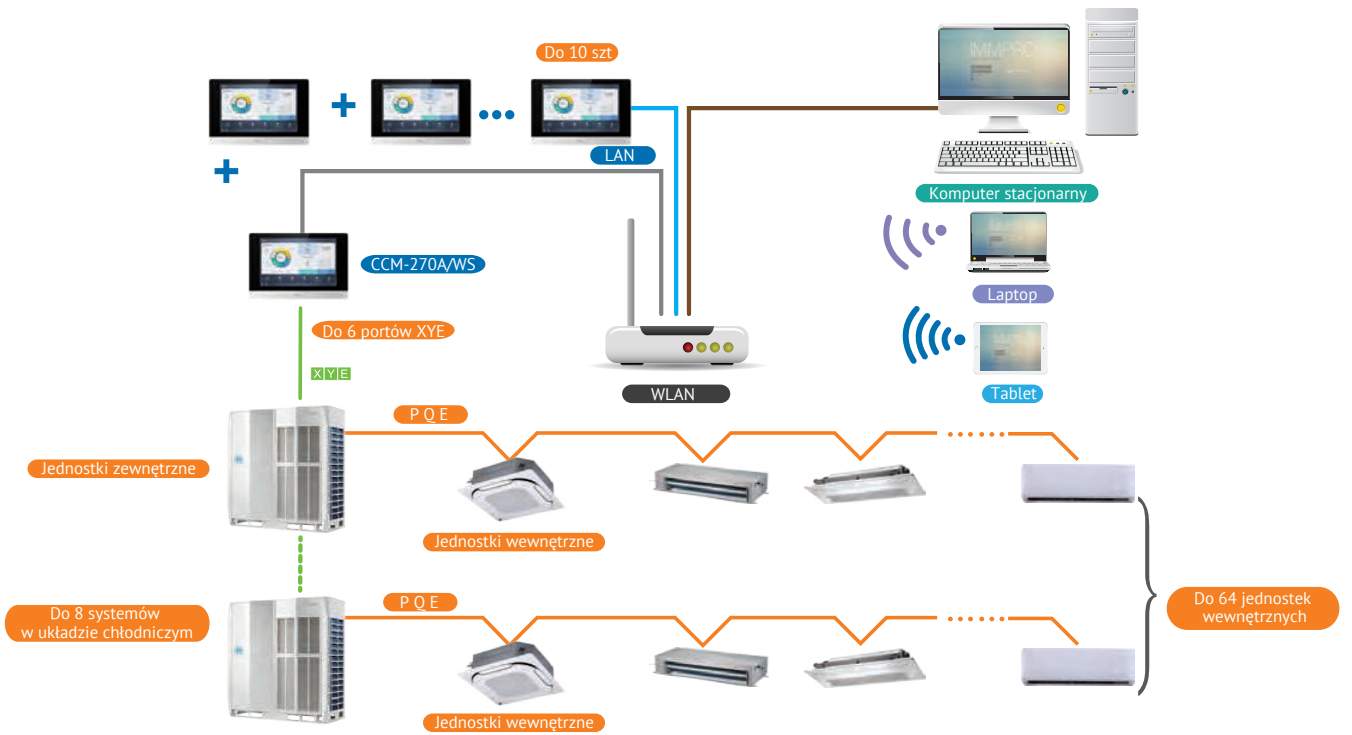 Do 10 szt
IMMPRO
LAN
Komputer stacjonarny
CCM-270A/WS
Laptop
Do 6 portów XYE
X Y E
WLAN
Tablet
P Q E
Jednostki zewnętrzne
Jednostki wewnętrzne
Do 8 systemów
w układzie chłodniczym
P Q E
Do 64 jednostek
wewnętrznych
Jednostki wewnętrzne